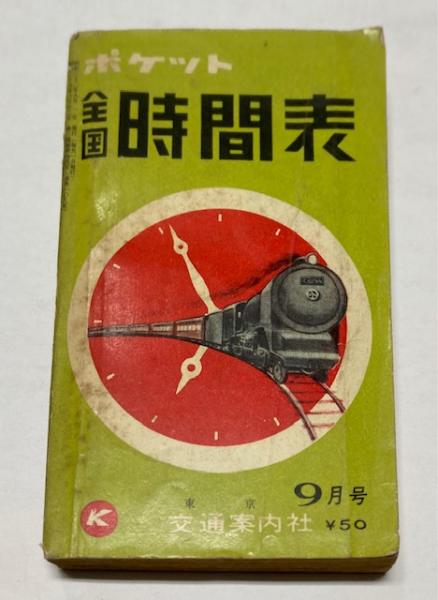 ポケット
全国 時間表
K
東京
9月号
交通案内社 ¥50